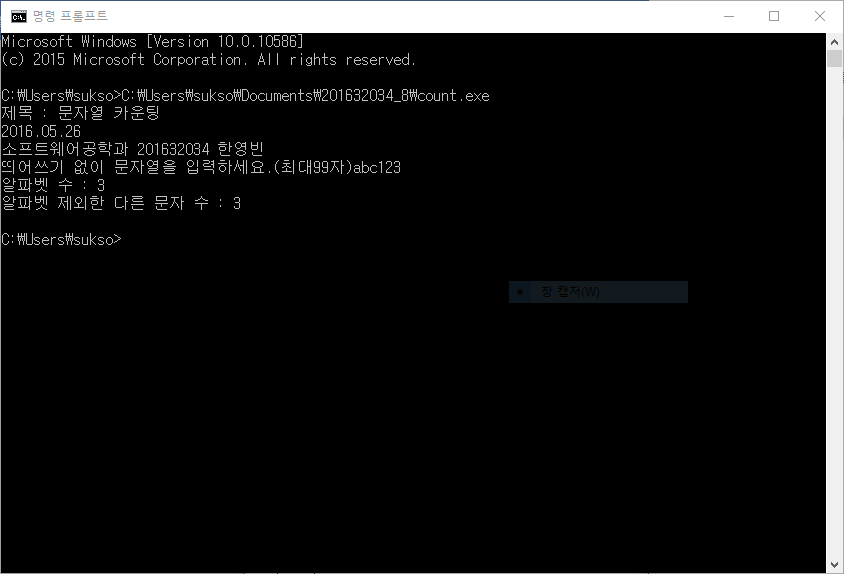 명령 프롬프트
Microsoft Windows [Version 10.0.10586]
(c) 2015 Microsoft Corporation. All rights reserved.
C:\Users\sukso>C:\Users\sukso\Documents\201632034_8\count.exe
제목 : 문자열 카운팅
2016.05.26
소프트웨어공학과 201632034 한영빈
띄어쓰기 없이 문자열을 입력하세요.(최대99자)abc123
알파벳 수 : 3
알파벳 제외한 다른 문자 수 : 3
C:\Users\sukso>
창 캡처(W)